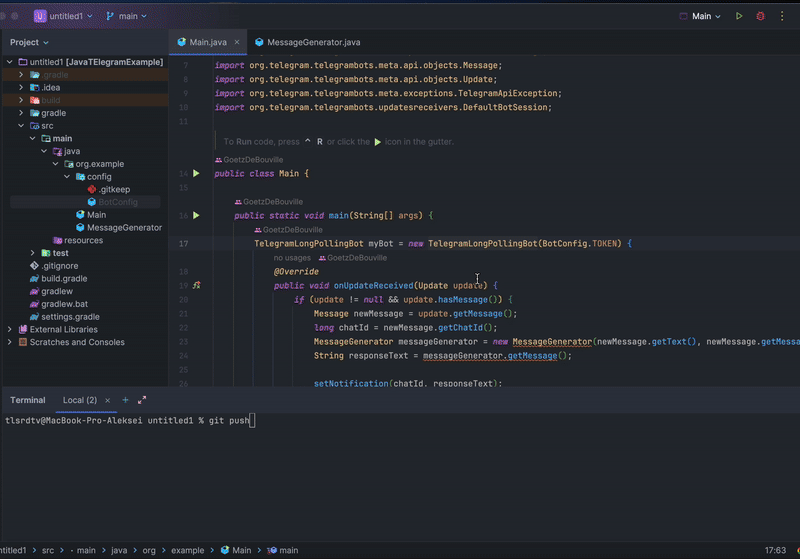 U untitled1
main
Main
Project
Main.java ×
MessageGenerator.java
untitled1 [JavaTElegramExample]
.gradle
.idea
build
gradle
src
main
java
org.example
config
.gitkeep
BotConfig
Main
MessageGenerator
resources
test
.gitignore
build.gradle
gradlew
gradlew.bat
settings.gradle
External Libraries
Scratches and Consoles
7 import org.telegram.telegrambots.meta.api.objects.Message;
8 import org.telegram.telegrambots.meta.api.objects.Update;
9 import org.telegram.telegrambots.meta.exceptions.TelegramApiException;
10 import org.telegram.telegrambots.updatesreceivers.DefaultBotSession;
11
To Run code, press ⌃ R or click the ▶ icon in the gutter.
GoetzDeBouville
14 public class Main {
15
GoetzDeBouville
16 public static void main(String[] args) {
GoetzDeBouville
17 TelegramLongPollingBot myBot = new TelegramLongPollingBot(BotConfig.TOKEN) {
no usages GoetzDeBouville
18 @Override
19 public void onUpdateReceived(Update update) {
20 if (update != null && update.hasMessage()) {
21 Message newMessage = update.getMessage();
22 long chatId = newMessage.getChatId();
23 MessageGenerator messageGenerator = new MessageGenerator(newMessage.getText(), newMessage.getMessa
24 String responseText = messageGenerator.getMessage();
25
26 setNotification(chatId, responseText);
Terminal Local (2) × +
tlsrdtv@MacBook-Pro-Aleksei untitled1 % git push
ntitled1 > src > main > java > org > example > Main > main
17:63